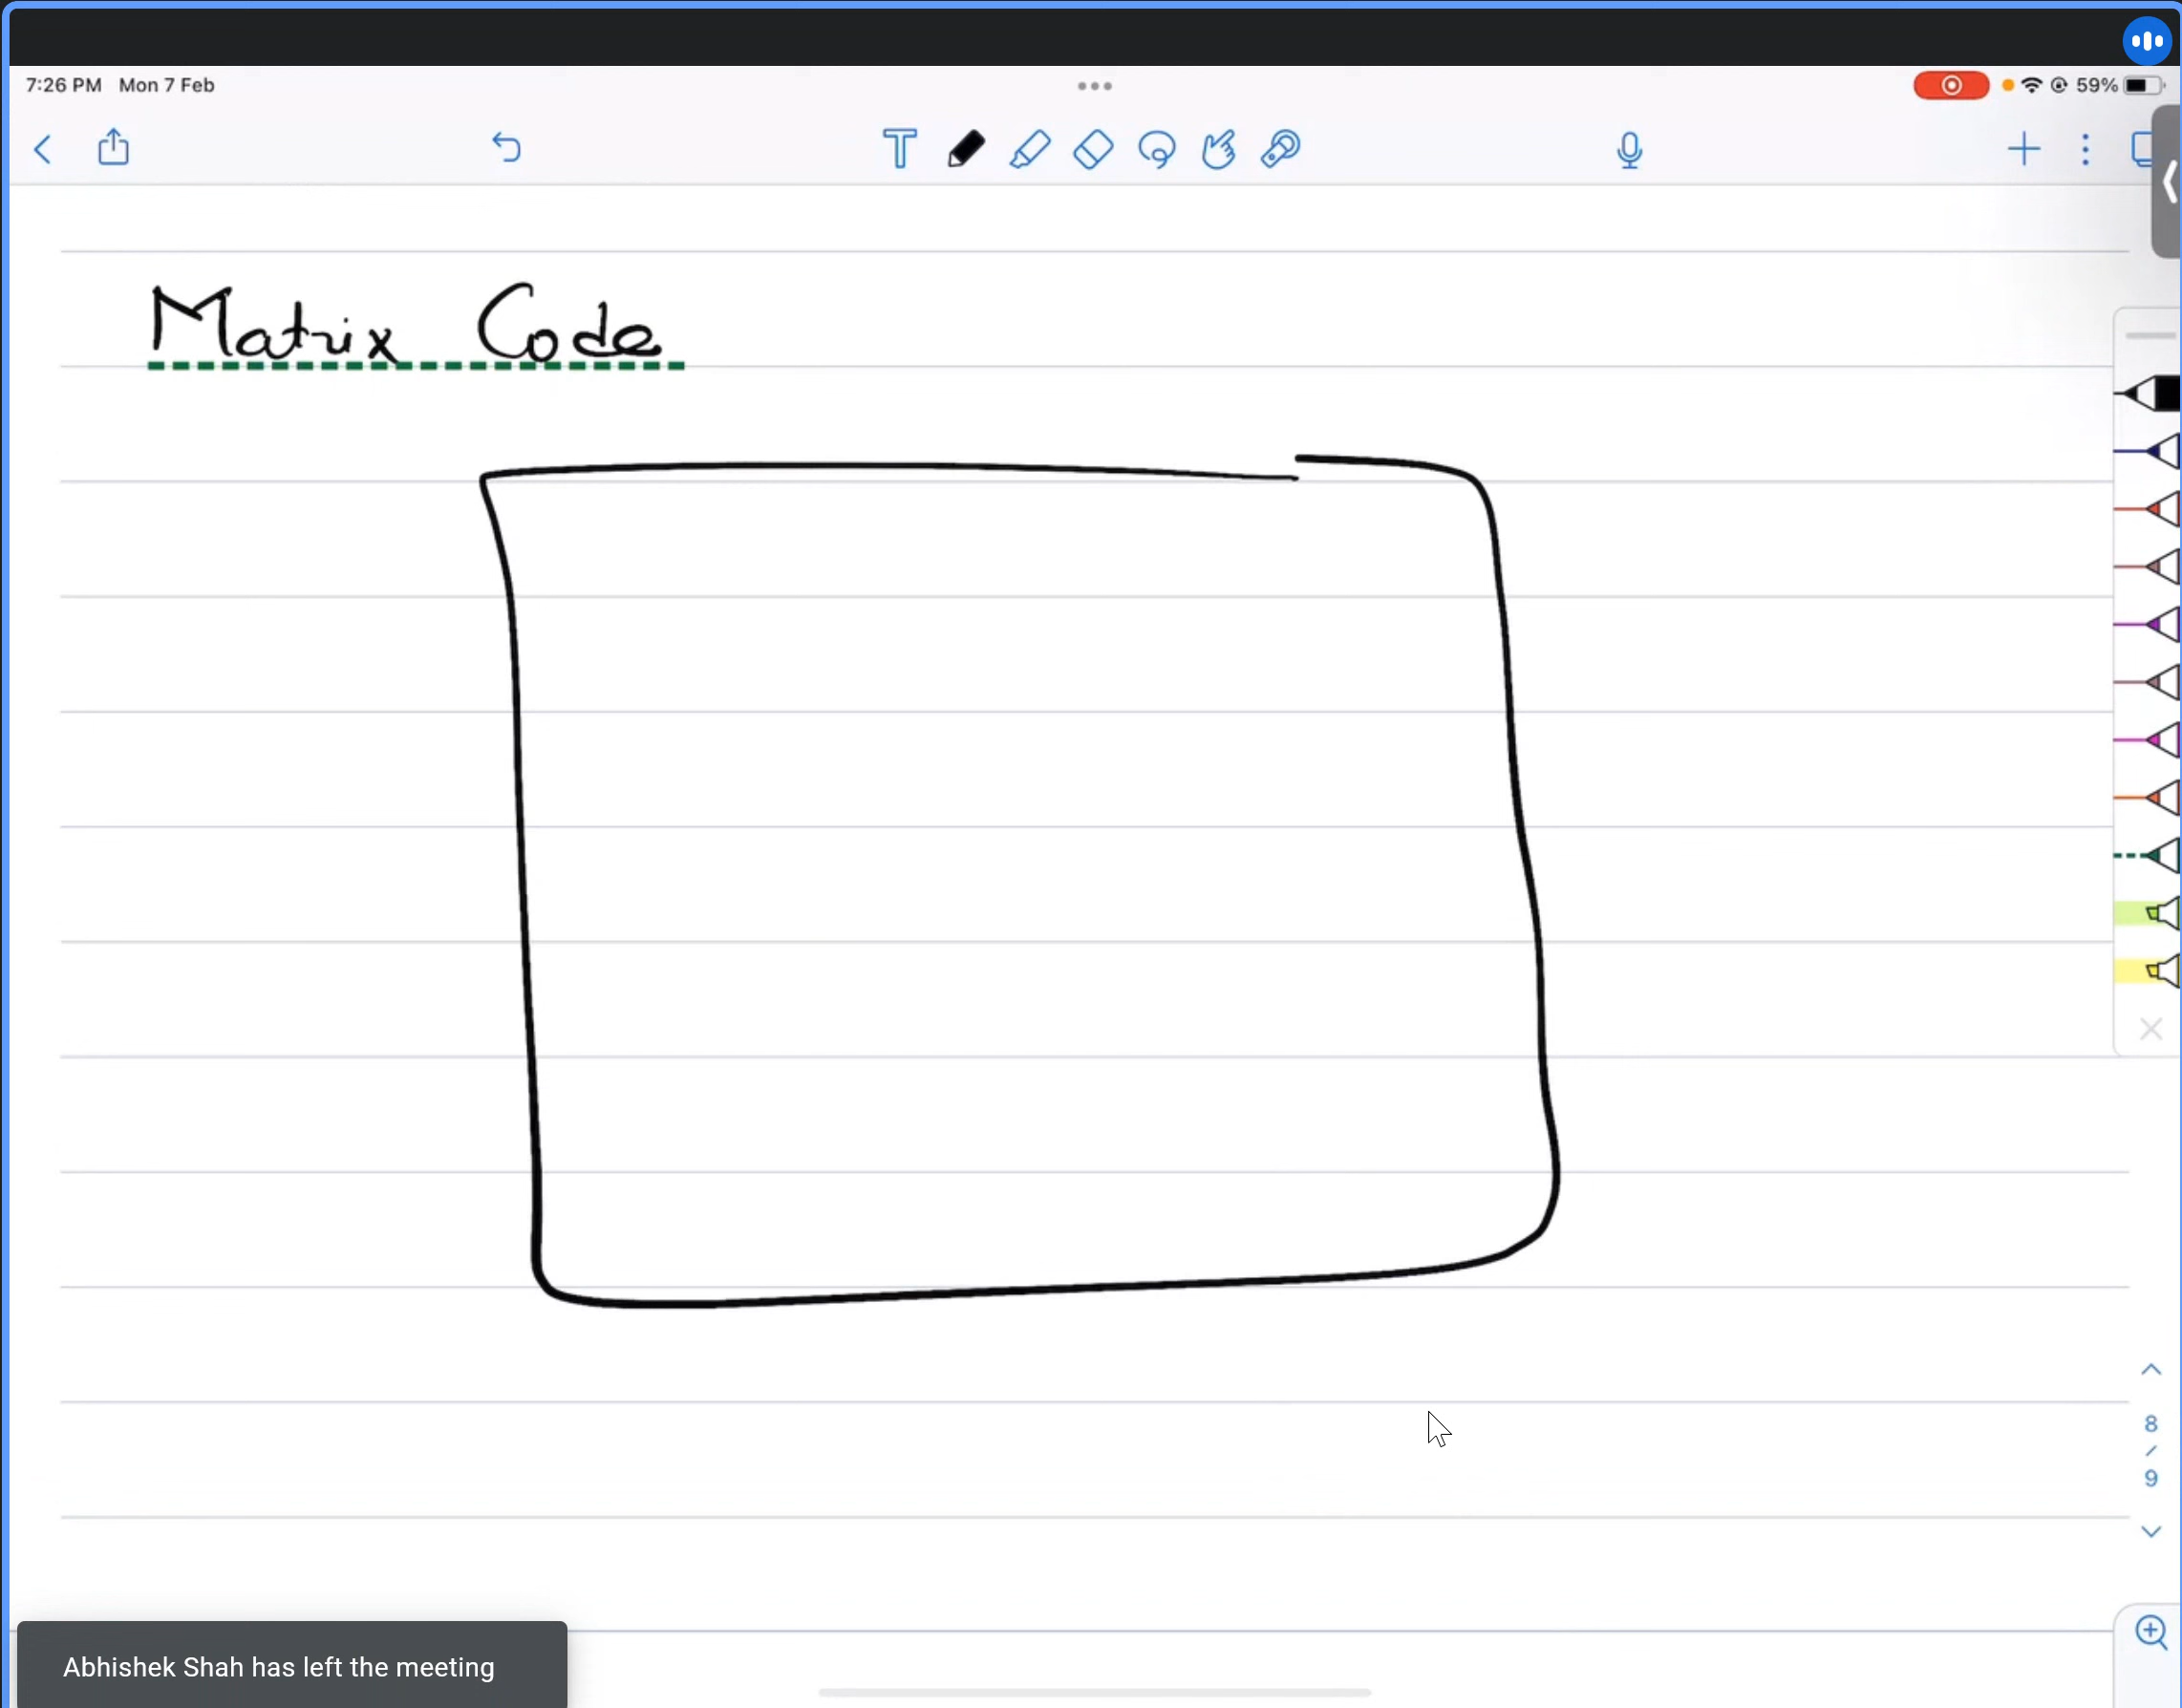 7:26 PM Mon 7 Feb
59%
T
Matrix Code
8
/
9
Abhishek Shah has left the meeting